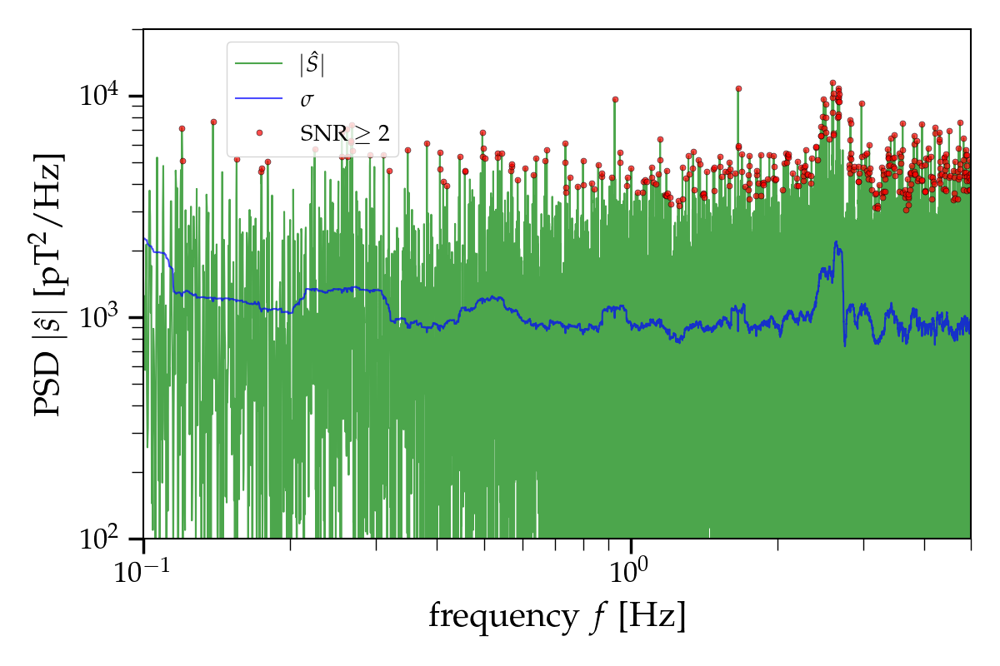 |ŝ|
σ
SNR ≥ 2
PSD |ŝ| [pT²/Hz]
10⁴
10³
10²
10⁻¹
10⁰
frequency f [Hz]